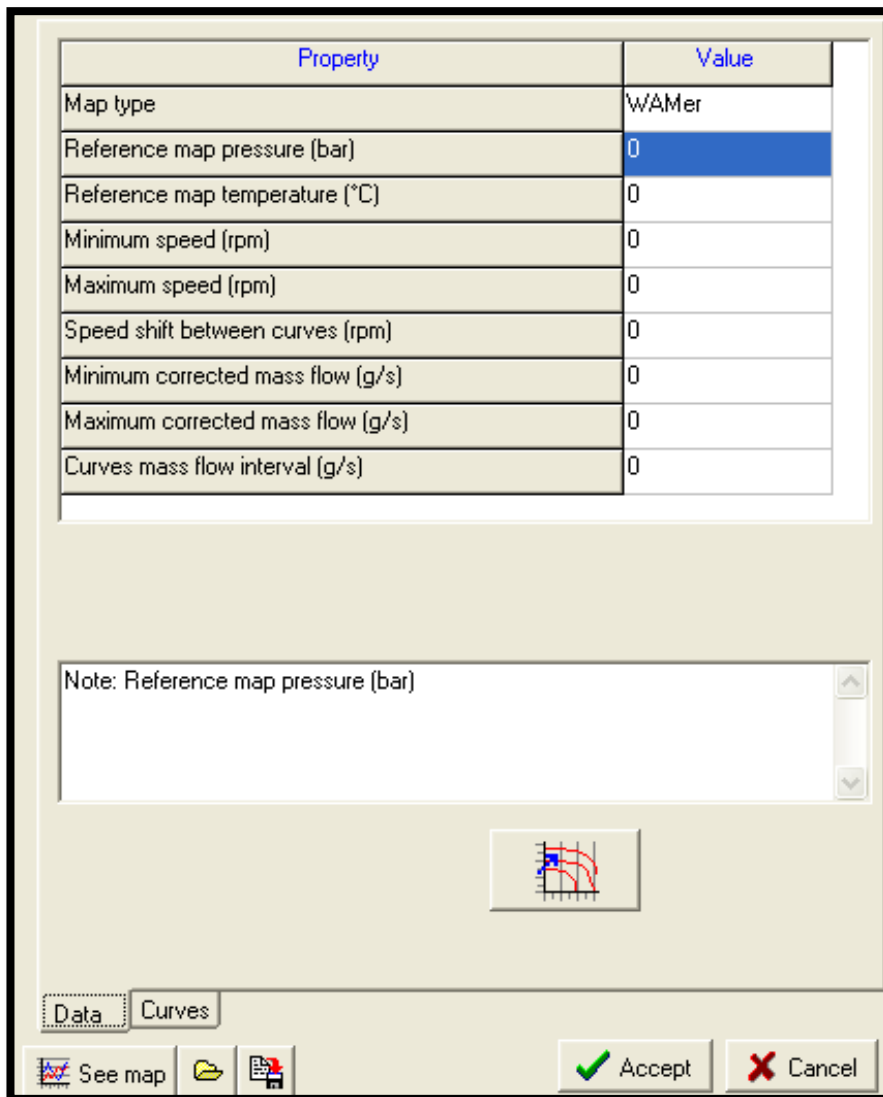 Property Value
Map type WAMer
Reference map pressure (bar) 0
Reference map temperature (°C) 0
Minimum speed (rpm) 0
Maximum speed (rpm) 0
Speed shift between curves (rpm) 0
Minimum corrected mass flow (g/s) 0
Maximum corrected mass flow (g/s) 0
Curves mass flow interval (g/s) 0
Note: Reference map pressure (bar)
Data Curves
See map Accept Cancel